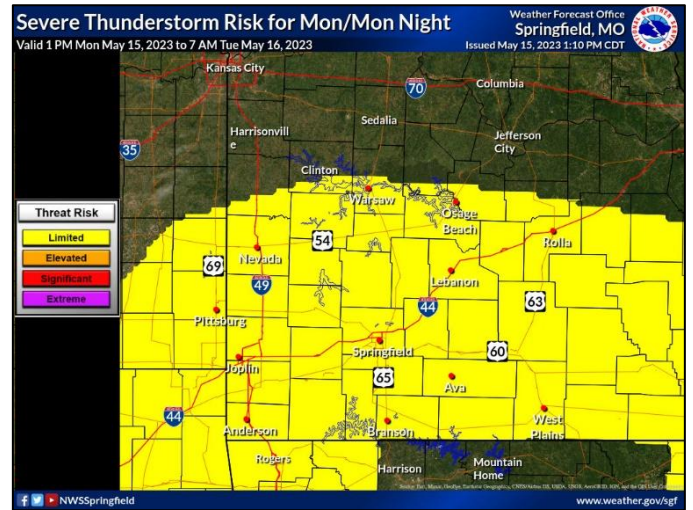 Severe Thunderstorm Risk for Mon/Mon Night
Valid 1 PM Mon May 15, 2023 to 7 AM Tue May 16, 2023
Weather Forecast Office
Springfield, MO
Issued May 15, 2023 1:10 PM CDT
NATIONAL WEATHER SERVICE
Kansas City
70
Columbia
Sedalia
Harrisonvill
e
Jefferson
City
35
Clinton
Warsaw
Osage
Beach
Threat Risk
Limited
Elevated
Significant
Extreme
54
Rolla
Nevada
69
49
Lebanon
63
44
Pittsburg
Springfield
60
Joplin
65
Ava
44
Anderson
Branson
West
Plains
Rogers
Harrison
Mountain
Home
NWSSpringfield
www.weather.gov/sgf